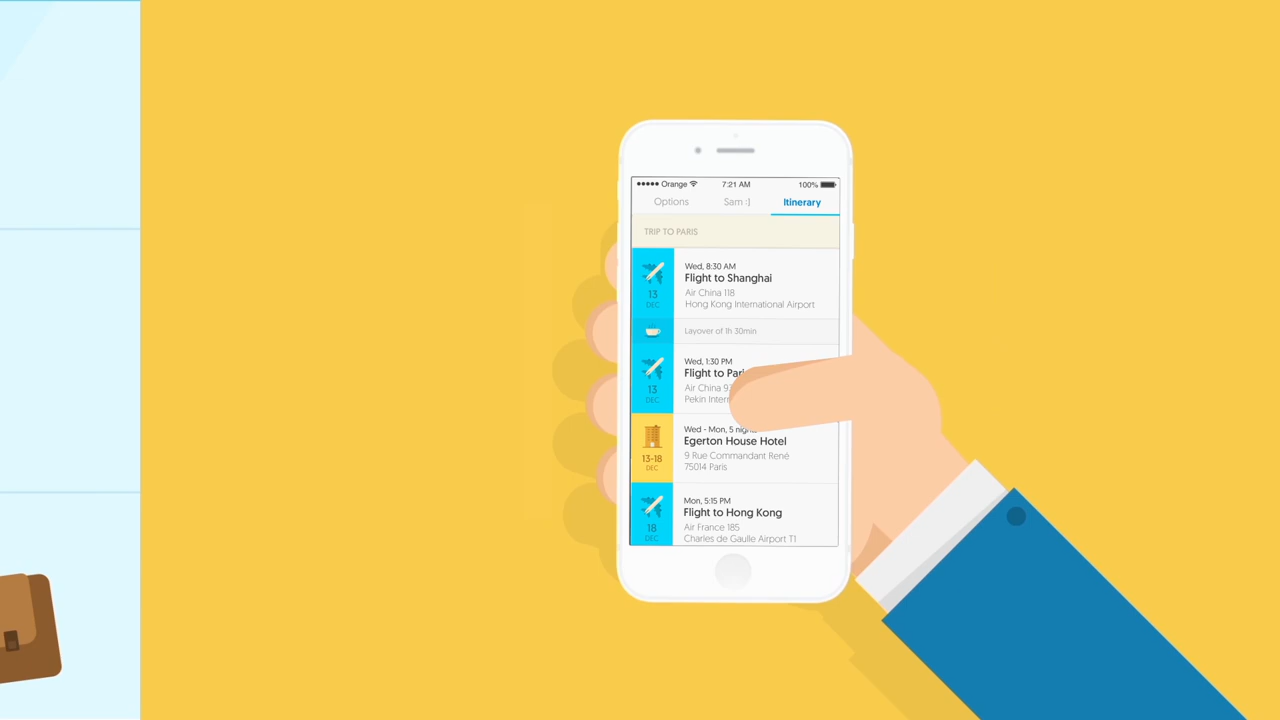 Orange 7:21 AM 100%
Options Sam :] Itinerary
TRIP TO PARIS
Wed, 8:30 AM
Flight to Shanghai
13
DEC
Air China 118
Hong Kong International Airport
Layover of 1h 30min
Wed, 1:30 PM
Flight to
13
DEC
Air China
Pekin
Wed - Mon, 5
Egerton House Hotel
13-18
DEC
9 Rue Commandant René
75014 Paris
Mon, 5:15 PM
Flight to Hong Kong
18
DEC
Air France 185
Charles de Gaulle Airport T1